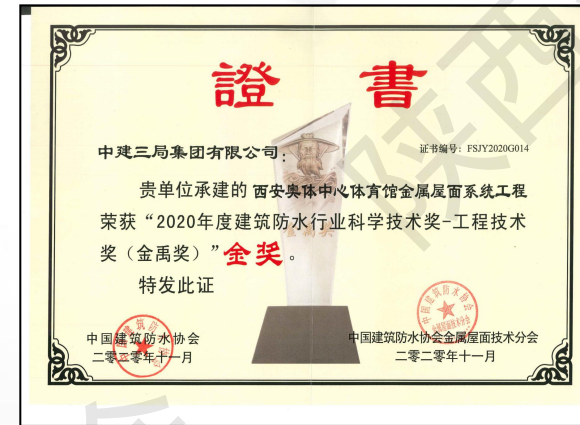 證 書
中建三局集团有限公司：
证书编号：FSJY2020G014
贵单位承建的 西安奥体中心体育馆金属屋面系统工程
荣获“2020年度建筑防水行业科学技术奖-工程技术
奖（金禹奖）”金奖。
特发此证
中国建筑防水协会
二零二零年十一月
中国建筑防水协会金属屋面技术分会
二零二零年十一月